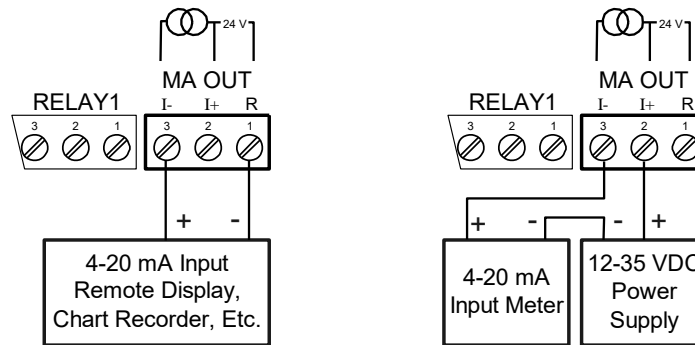 24 V
MA OUT
RELAY1 I- I+ R
3 2 1 3 2 1
+ -
4-20 mA Input
Remote Display,
Chart Recorder, Etc.
24 V
MA OUT
RELAY1 I- I+ R
3 2 1 3 2 1
+ - - +
4-20 mA
Input Meter
12-35 VDC
Power
Supply